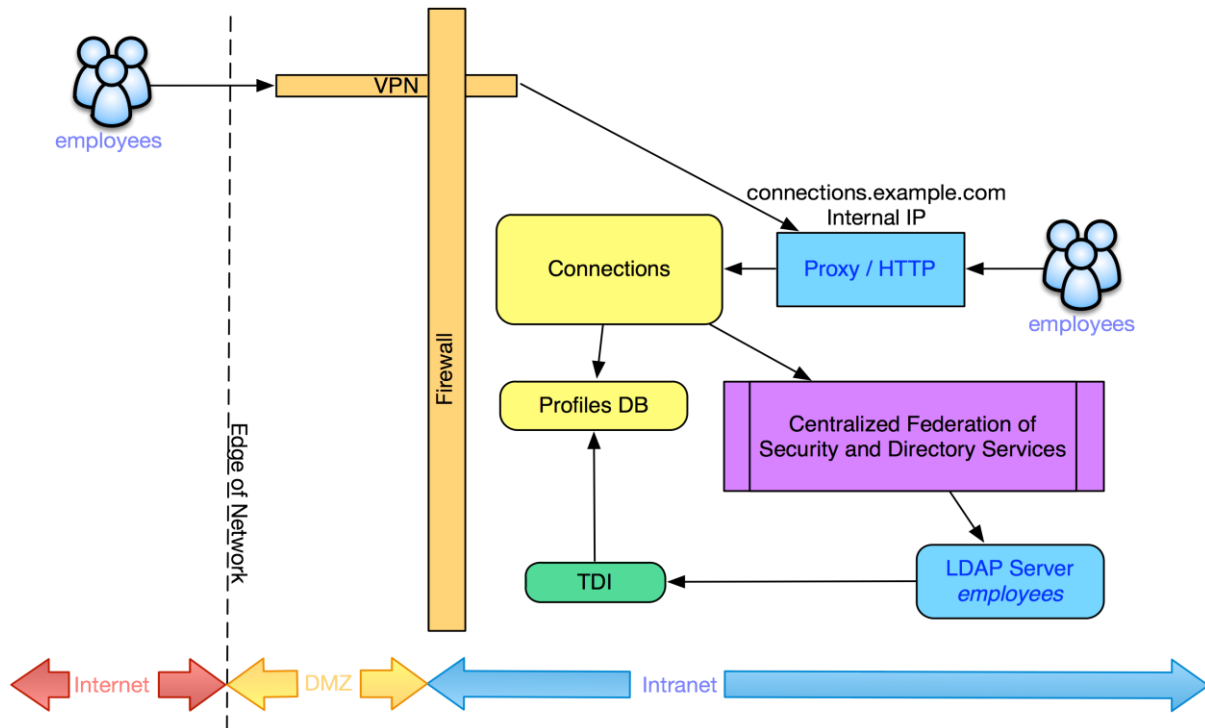 VPN
employees
connections.example.com
Internal IP
Connections
Proxy / HTTP
employees
Firewall
Profiles DB
Centralized Federation of
Security and Directory Services
Edge of Network
TDI
LDAP Server
employees
Internet
DMZ
Intranet